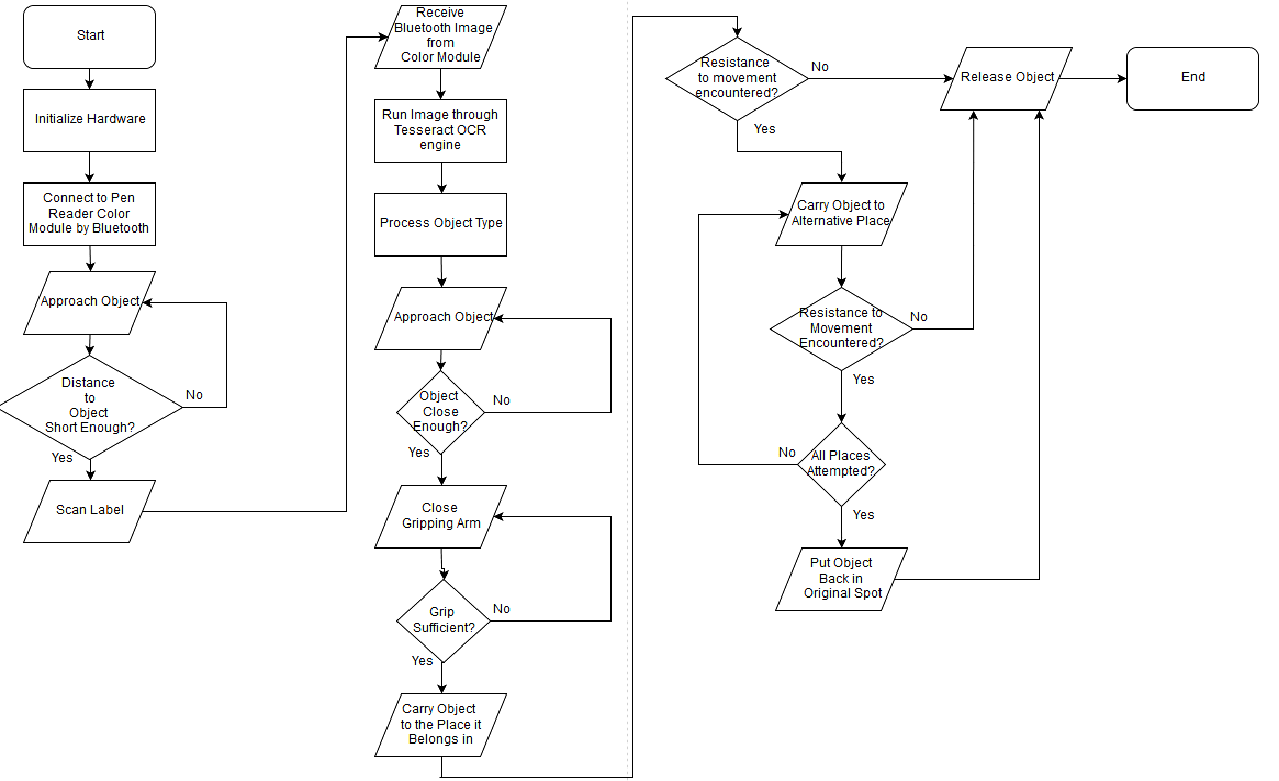 Start
Initialize Hardware
Connect to Pen
Reader Color
Module by Bluetooth
Approach Object
Distance
to
Object
Short Enough?
No
Yes
Scan Label
Receive
Bluetooth Image
from
Color Module
Run Image through
Tesseract OCR
engine
Process Object Type
Approach Object
Object
Close
Enough?
No
Yes
Close
Gripping Arm
Grip
Sufficient?
No
Yes
Carry Object
to the Place it
Belongs in
Resistance
to movement
encountered?
No
Yes
Release Object
End
Carry Object to
Alternative Place
Resistance to
Movement
Encountered?
No
Yes
All Places
Attempted?
No
Yes
Put Object
Back in
Original Spot